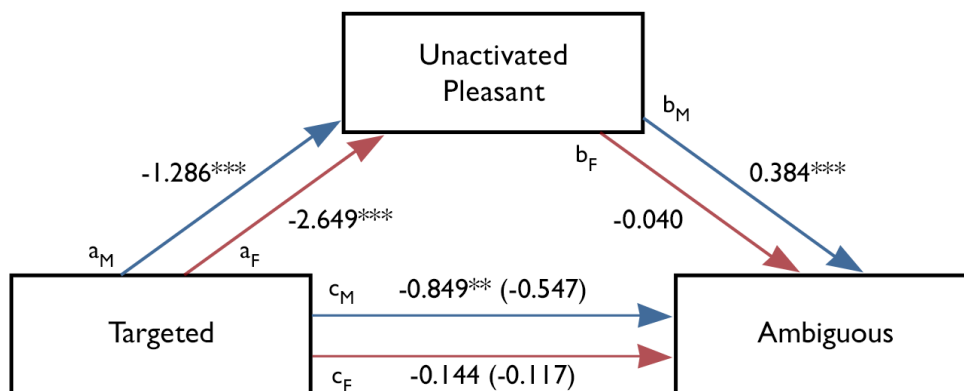 Unactivated
Pleasant
b_M
b_F
-1.286***
0.384***
-2.649***
-0.040
a_M
a_F
c_M
-0.849** (-0.547)
Targeted
Ambiguous
c_F
-0.144 (-0.117)